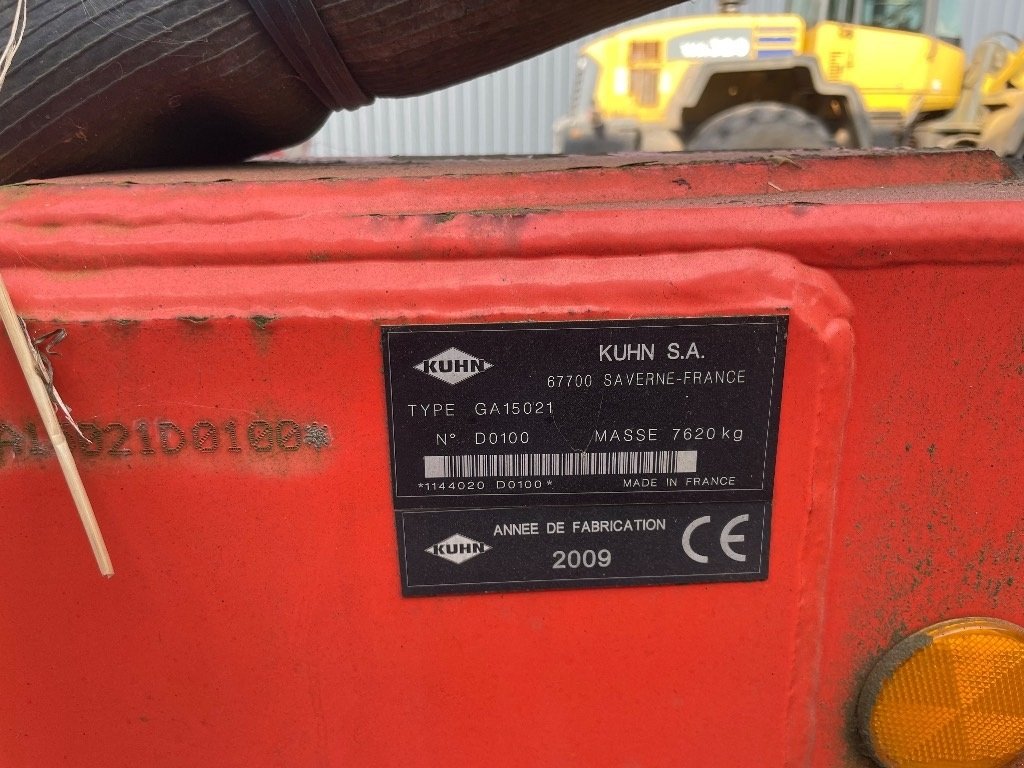 KUHN
KUHN S.A.
67700 SAVERNE-FRANCE
TYPE GA15021
N° D0100 MASSE 7620 kg
*1144020 D0100*
MADE IN FRANCE
021D0100*
KUHN
ANNEE DE FABRICATION
2009
CE